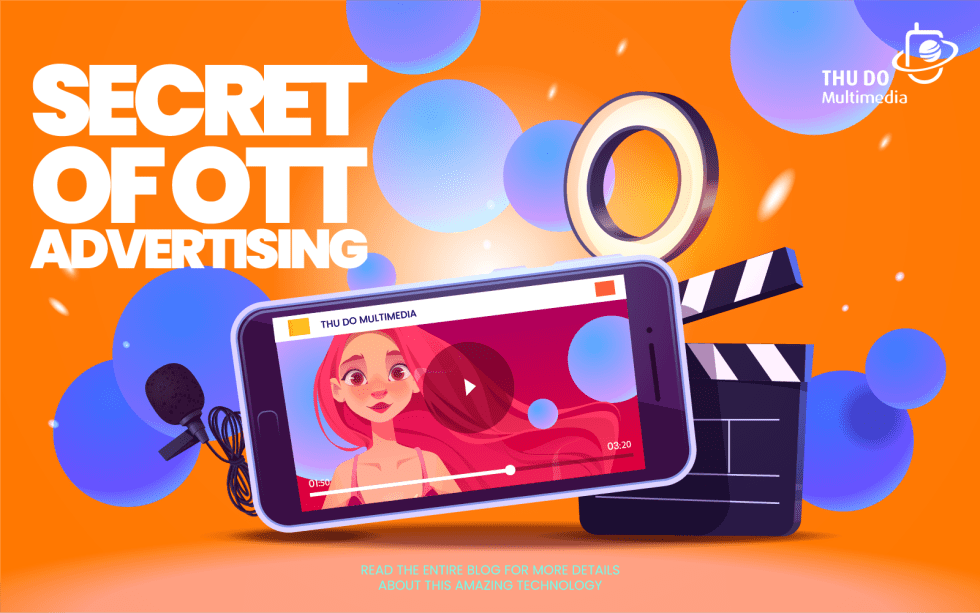 SECRET
OF OTT
ADVERTISING
THU DO
Multimedia
THU DO MULTIMEDIA
03:20
01:50
READ THE ENTIRE BLOG FOR MORE DETAILS
ABOUT THIS AMAZING TECHNOLOGY